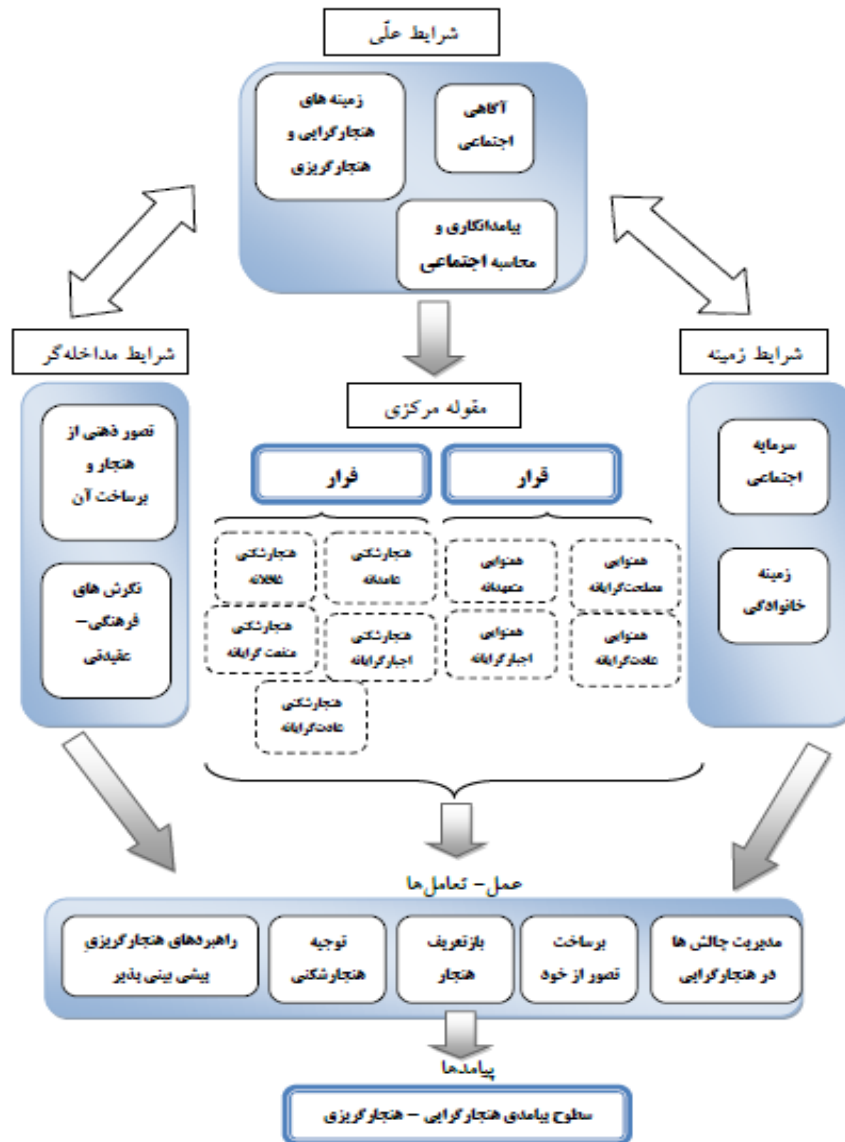 شرایط علّی
زمینه های
هنجارگرایی و
هنجارگریزی
آگاهی
اجتماعی
پیامدانگاری و
محاسبه اجتماعی
شرایط زمینه
سرمایه
اجتماعی
زمینه
خانوادگی
شرایط مداخله‌گر
تصور ذهنی از
هنجار و
برساخت آن
نگرش های
فرهنگی–
عقیدتی
مقوله مرکزی
قرار
فرار
همنوایی
مصلحت‌گرایانه
همنوایی
متعهدانه
همنوایی
عادت‌گرایانه
همنوایی
اجبارگرایانه
هنجارشکنی
عامدانه
هنجارشکنی
غافلانه
هنجارشکنی
اجبارگرایانه
هنجارشکنی
منفعت گرایانه
هنجارشکنی
عادت‌گرایانه
عمل- تعامل‌ها
مدیریت چالش ها
در هنجارگرایی
برساخت
تصور از خود
بازتعریف
هنجار
توجیه
هنجارشکنی
راهبردهای هنجارگریزیِ
پیشی بینی پذیر
پیامدها
سطوح پیامدی هنجارگرایی – هنجارگریزی